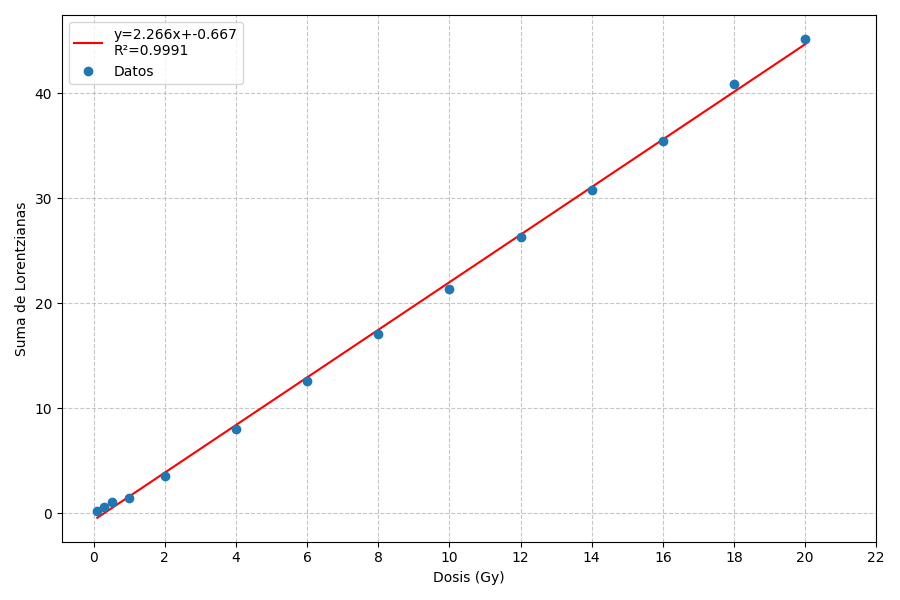 y=2.266x+-0.667
R²=0.9991
Datos
40
30
20
10
0
Suma de Lorentzianas
0 2 4 6 8 10 12 14 16 18 20 22
Dosis (Gy)